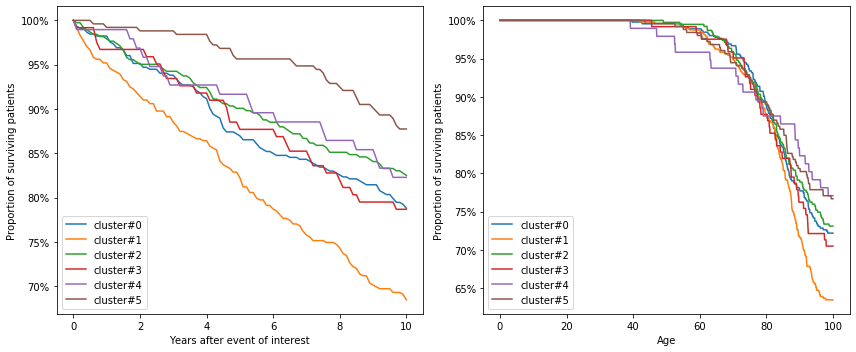 100%
95%
90%
85%
80%
75%
70%
Proportion of surviving patients
cluster#0
cluster#1
cluster#2
cluster#3
cluster#4
cluster#5
0 2 4 6 8 10
Years after event of interest
100%
95%
90%
85%
80%
75%
70%
65%
Proportion of surviving patients
cluster#0
cluster#1
cluster#2
cluster#3
cluster#4
cluster#5
0 20 40 60 80 100
Age